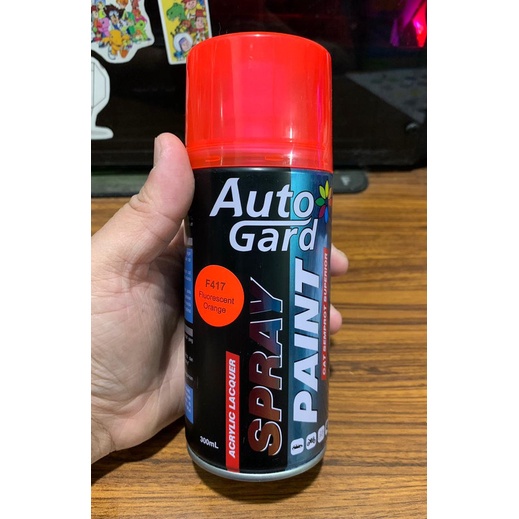 Auto
Gard
F417
Fluorescent
Orange
SPRAY
PAINT
CAT SEMPROT SUPERIOR
ACRYLIC LACQUER
300mL